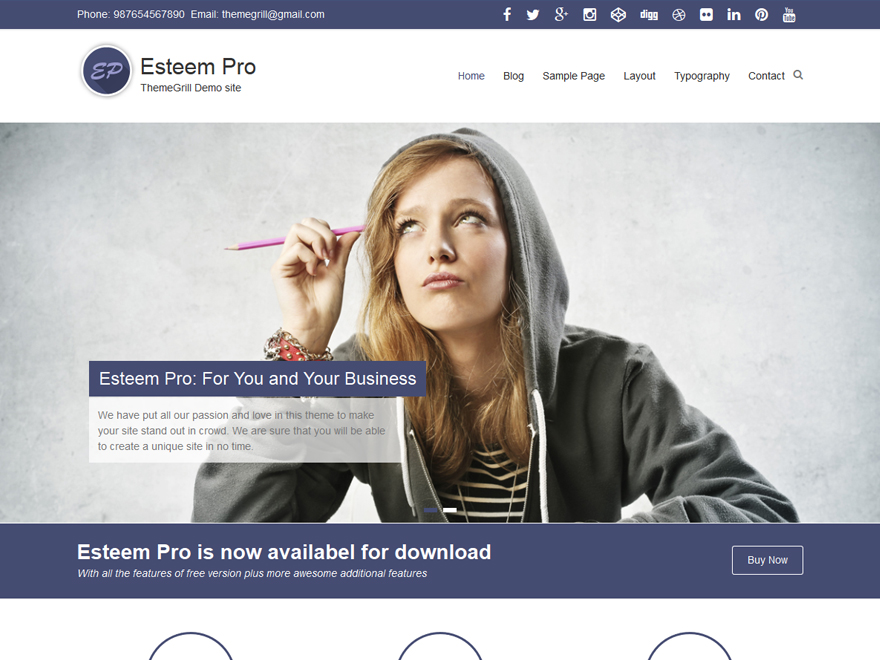 Phone: 987654567890 Email: themegrill@gmail.com
digg
You
Tube
EP
Esteem Pro
ThemeGrill Demo site
Home Blog Sample Page Layout Typography Contact
Esteem Pro: For You and Your Business
We have put all our passion and love in this theme to make
your site stand out in crowd. We are sure that you will be able
to create a unique site in no time.
Esteem Pro is now availabel for download
With all the features of free version plus more awesome additional features
Buy Now